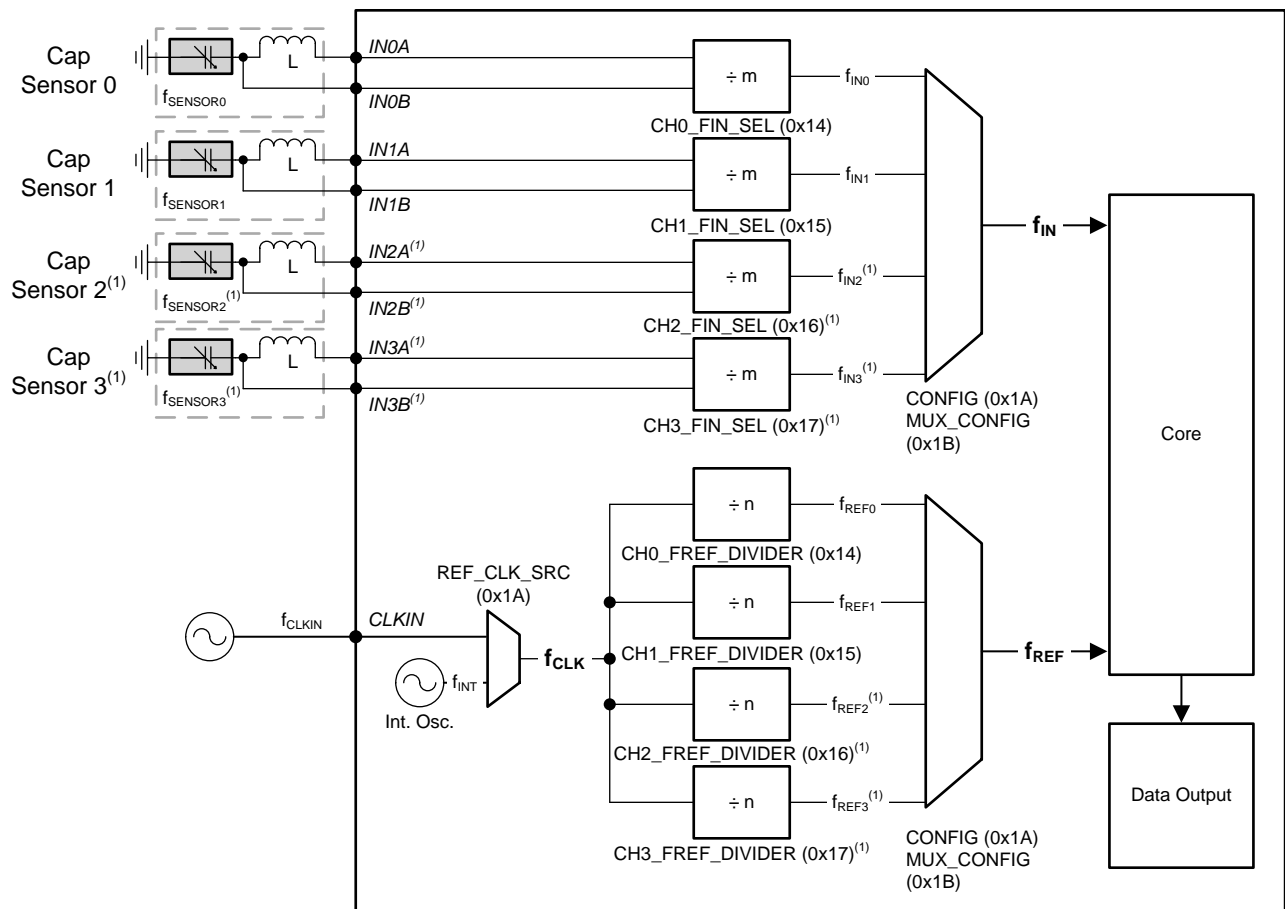 Cap
Sensor 0
L
fSENSOR0
IN0A
IN0B
÷ m
fIN0
CH0_FIN_SEL (0x14)
Cap
Sensor 1
L
fSENSOR1
IN1A
IN1B
÷ m
fIN1
CH1_FIN_SEL (0x15)
Cap
Sensor 2(1)
L
fSENSOR2(1)
IN2A(1)
IN2B(1)
÷ m
fIN2(1)
CH2_FIN_SEL (0x16)(1)
Cap
Sensor 3(1)
L
fSENSOR3(1)
IN3A(1)
IN3B(1)
÷ m
fIN3(1)
CH3_FIN_SEL (0x17)(1)
CONFIG (0x1A)
MUX_CONFIG
(0x1B)
fIN
Core
fCLKIN
CLKIN
REF_CLK_SRC
(0x1A)
fINT
Int. Osc.
fCLK
÷ n
fREF0
CH0_FREF_DIVIDER (0x14)
÷ n
fREF1
CH1_FREF_DIVIDER (0x15)
÷ n
fREF2(1)
CH2_FREF_DIVIDER (0x16)(1)
÷ n
fREF3(1)
CH3_FREF_DIVIDER (0x17)(1)
CONFIG (0x1A)
MUX_CONFIG
(0x1B)
fREF
Data Output